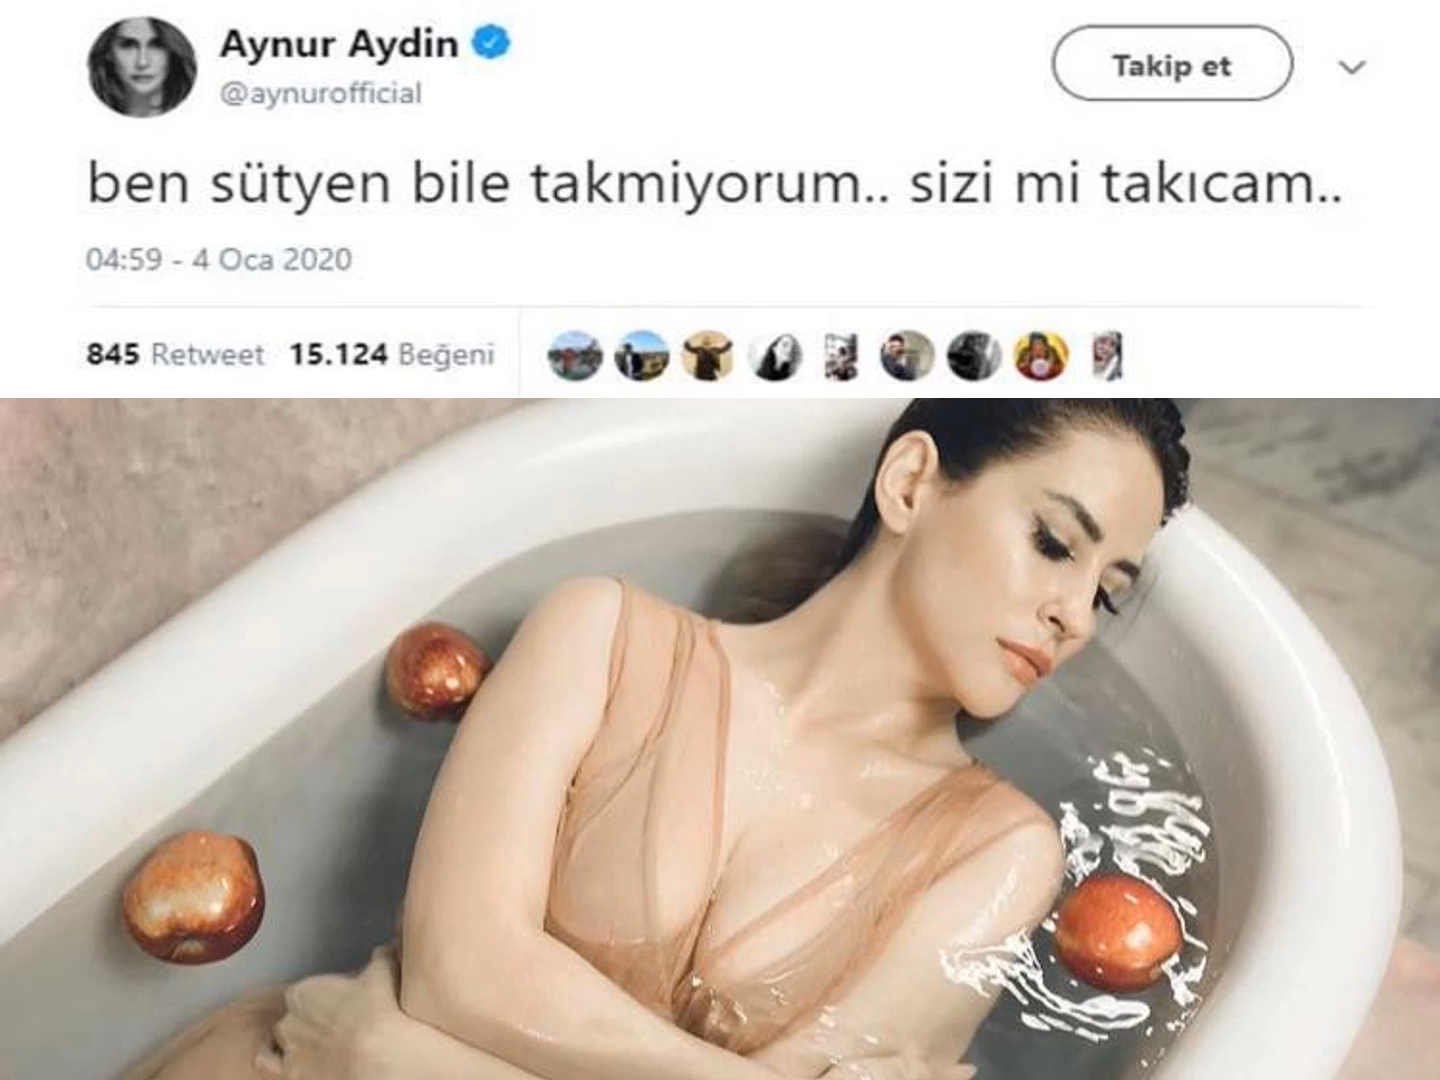 Aynur Aydin
@aynurofficial
Takip et
ben sütyen bile takmiyorum.. sizi mi takıcam..
04:59 - 4 Oca 2020
845 Retweet 15.124 Beğeni